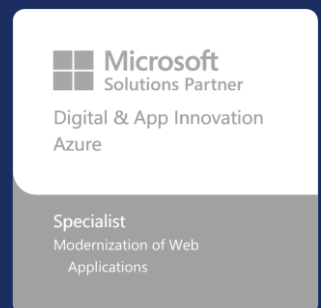 Microsoft
Solutions Partner
Digital & App Innovation
Azure
Specialist
Modernization of Web
Applications